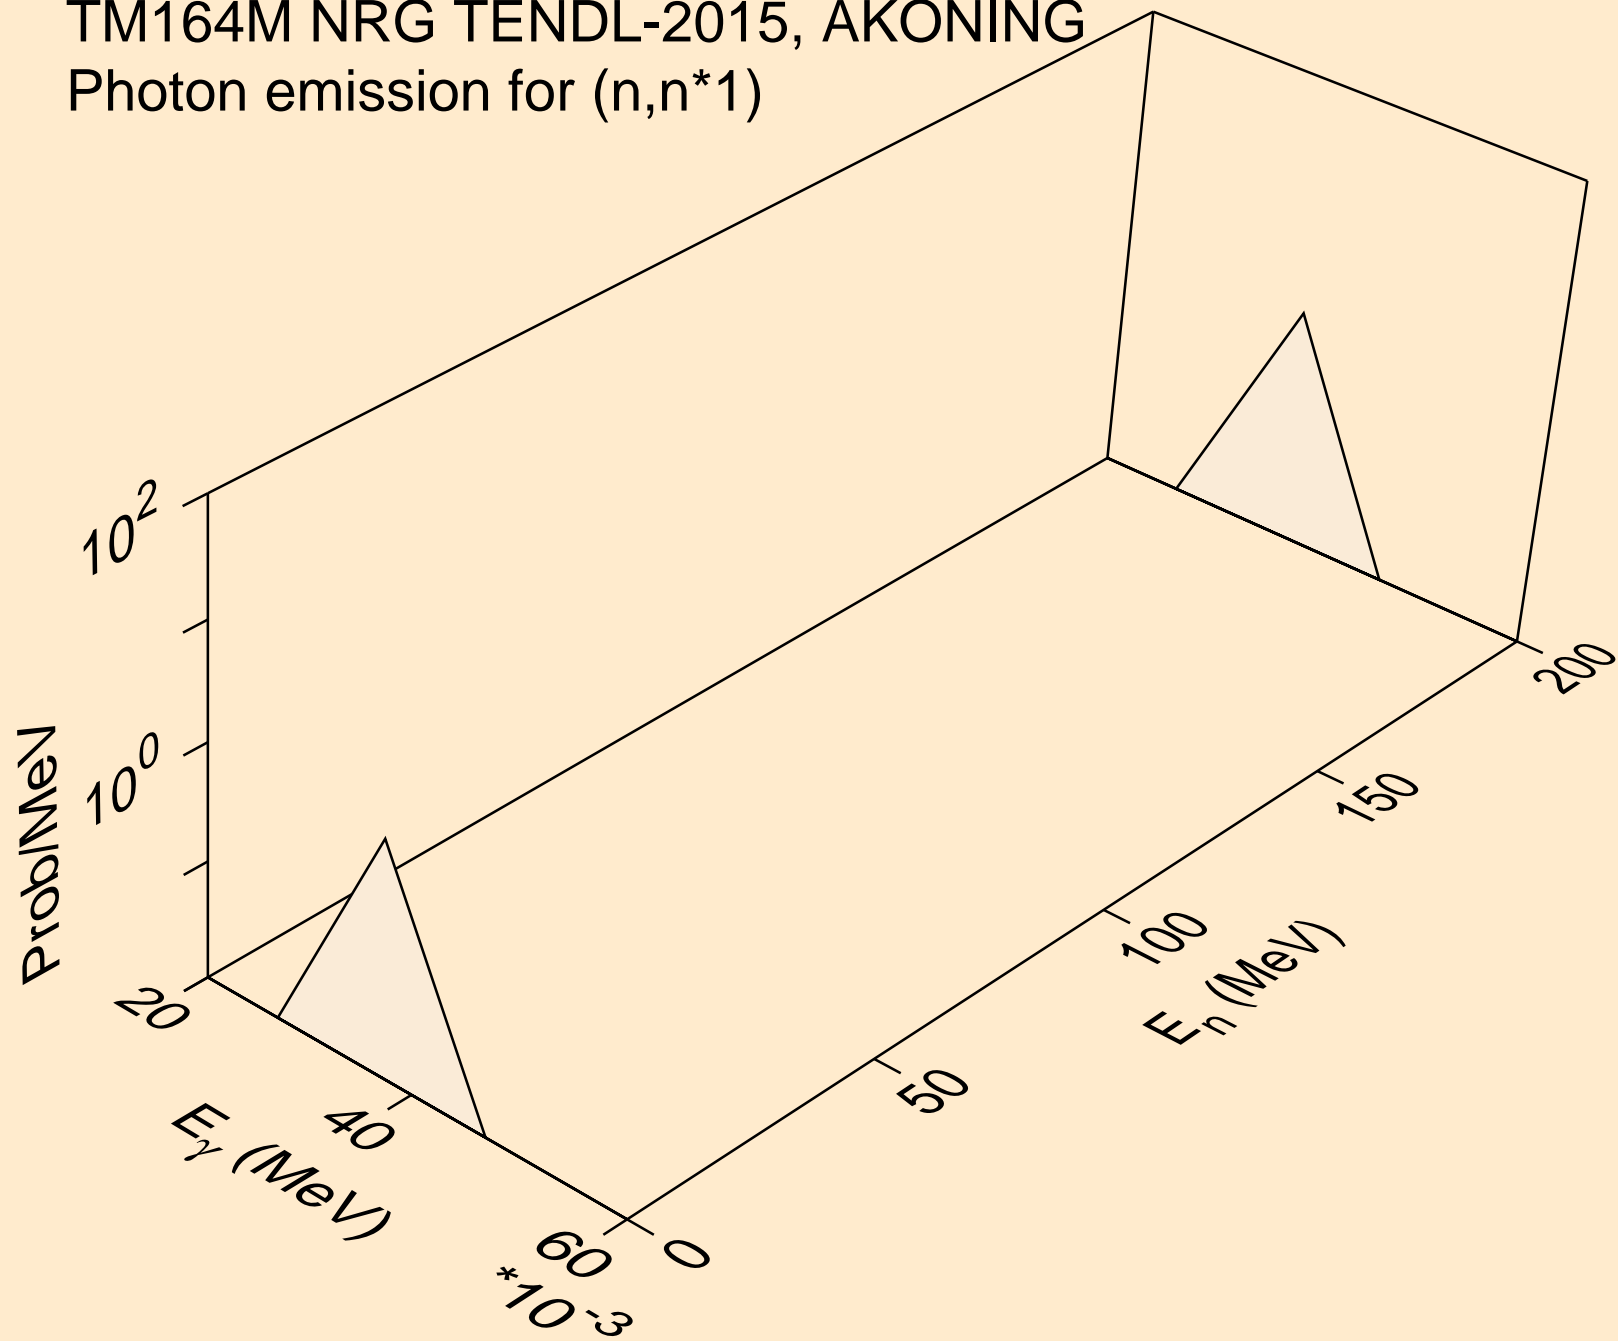 TM164M NRG TENDL-2015, AKONING
Photon emission for (n,n*1)
10^2
10^0
Prob/MeV
20
40
60
*10^-3
Eγ (MeV)
0
50
100
150
200
En (MeV)